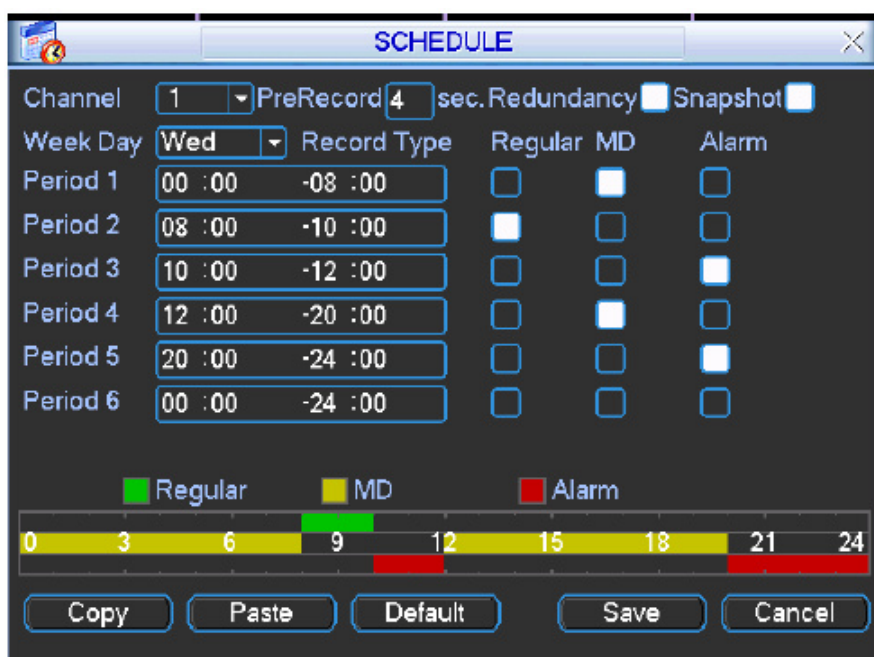 SCHEDULE
Channel 1 PreRecord 4 sec. Redundancy Snapshot
Week Day Wed Record Type Regular MD Alarm
Period 1 00 :00 -08 :00
Period 2 08 :00 -10 :00
Period 3 10 :00 -12 :00
Period 4 12 :00 -20 :00
Period 5 20 :00 -24 :00
Period 6 00 :00 -24 :00
Regular MD Alarm
0 3 6 9 12 15 18 21 24
Copy Paste Default Save Cancel